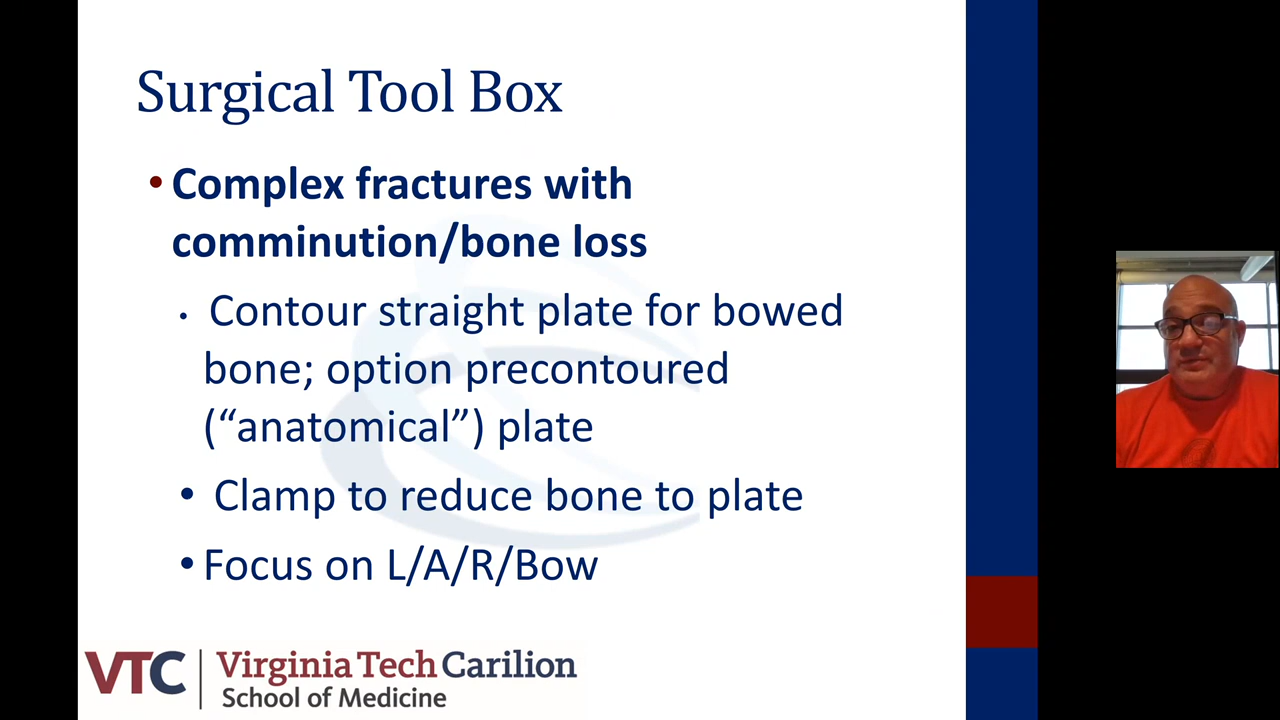 Surgical Tool Box
• Complex fractures with
comminution/bone loss
• Contour straight plate for bowed
bone; option precontoured
(“anatomical”) plate
• Clamp to reduce bone to plate
• Focus on L/A/R/Bow
VTC
Virginia Tech Carilion
School of Medicine